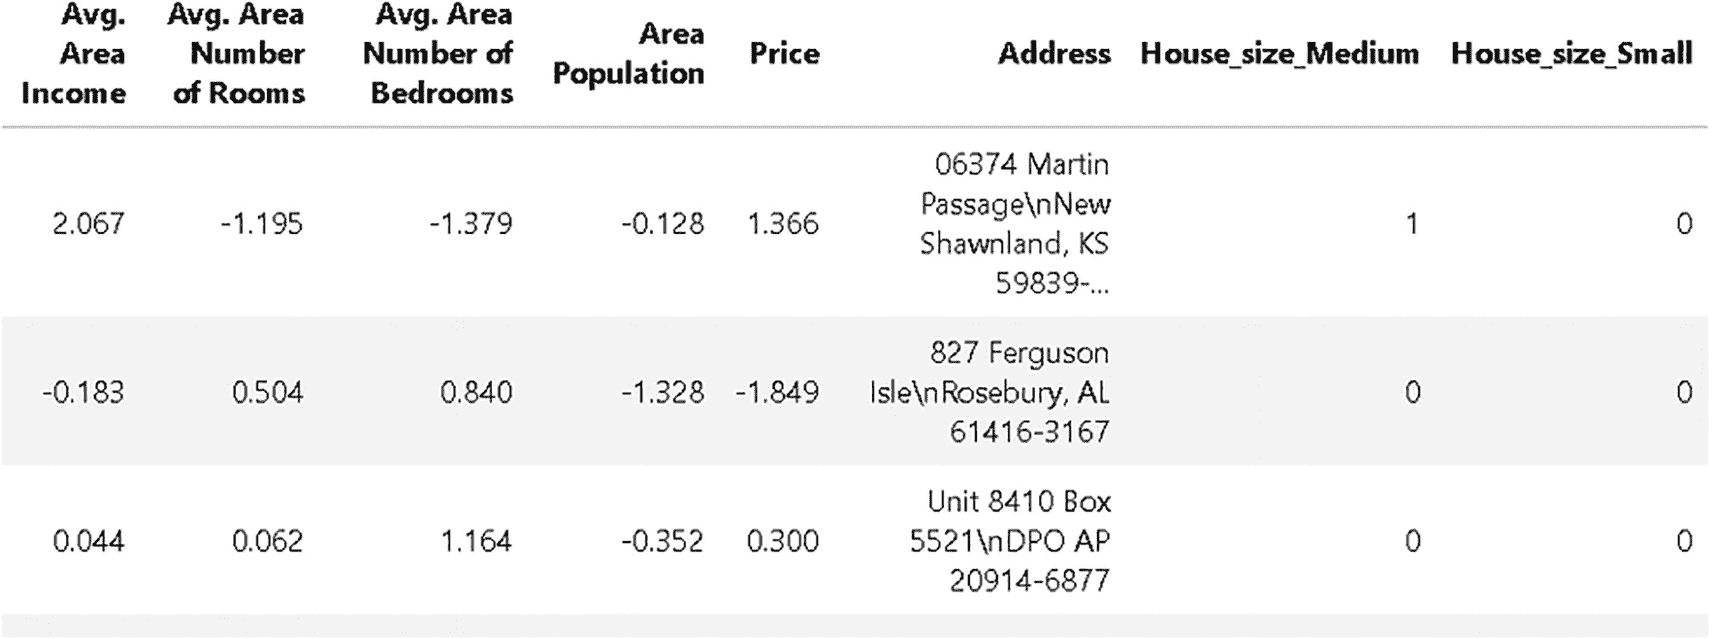 Avg. Area Income Avg. Area Number of Rooms Avg. Area Number of Bedrooms Area Population Price Address House_size_Medium House_size_Small
2.067 -1.195 -1.379 -0.128 1.366 06374 Martin Passage\nNew Shawnland, KS 59839-... 1 0
-0.183 0.504 0.840 -1.328 -1.849 827 Ferguson Isle\nRosebury, AL 61416-3167 0 0
0.044 0.062 1.164 -0.352 0.300 Unit 8410 Box 5521\nDPO AP 20914-6877 0 0